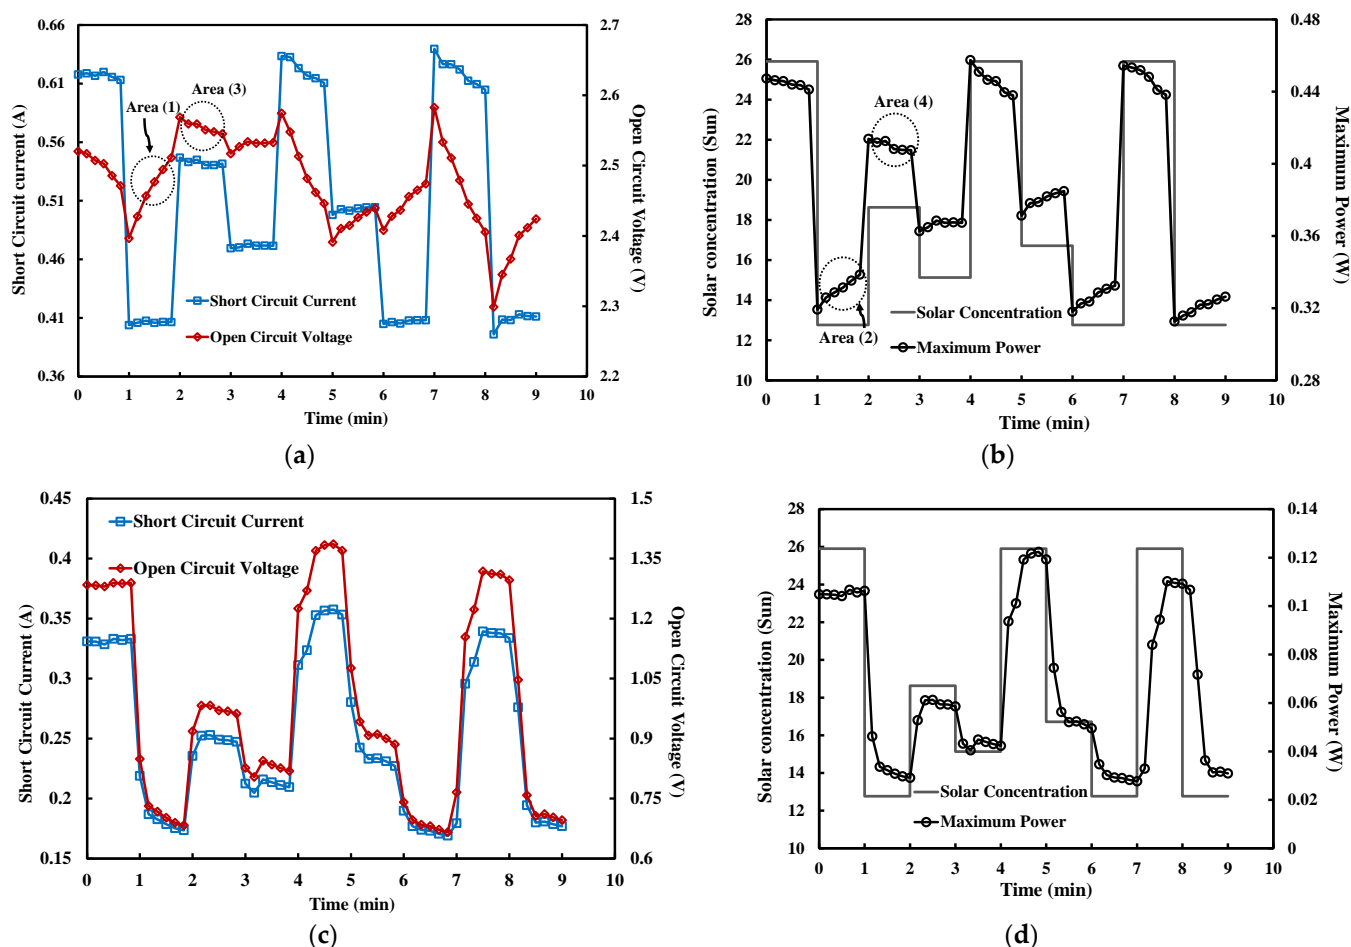 0.66
0.61
0.56
0.51
0.46
0.41
0.36
Short Circuit current (A)
2.7
2.6
2.5
2.4
2.3
2.2
Open Circuit Voltage (V)
Area (1)
Area (3)
Short Circuit Current
Open Circuit Voltage
0 1 2 3 4 5 6 7 8 9 10
Time (min)
(a)
28
26
24
22
20
18
16
14
12
10
Solar concentration (Sun)
0.48
0.44
0.4
0.36
0.32
0.28
Maximum Power (W)
Area (4)
Solar Concentration
Area (2)
Maximum Power
0 1 2 3 4 5 6 7 8 9 10
Time (min)
(b)
0.45
0.4
0.35
0.3
0.25
0.2
0.15
Short Circuit Current (A)
1.5
1.35
1.2
1.05
0.9
0.75
0.6
Open Circuit Voltage (V)
Short Circuit Current
Open Circuit Voltage
0 1 2 3 4 5 6 7 8 9 10
Time (min)
(c)
28
26
24
22
20
18
16
14
12
10
Solar concentration (Sun)
0.14
0.12
0.1
0.08
0.06
0.04
0.02
0
Maximum Power (W)
Solar Concentration
Maximum Power
0 1 2 3 4 5 6 7 8 9 10
Time (min)
(d)